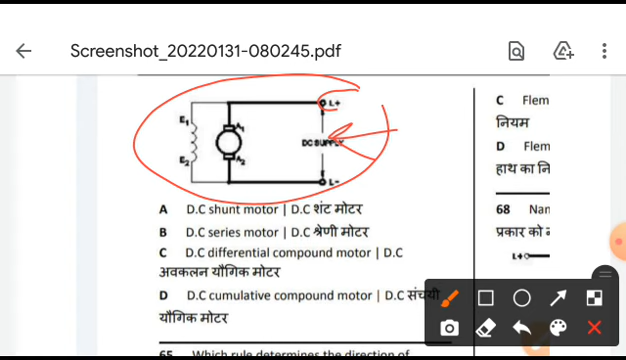 Screenshot_20220131-080245.pdf
E1
E2
A1
A2
L+
DC SUPPLY
L-
A D.C shunt motor | D.C शंट मोटर
B D.C series motor | D.C श्रेणी मोटर
C D.C differential compound motor | D.C
अवकलन यौगिक मोटर
D D.C cumulative compound motor | D.C संचयी
यौगिक मोटर
65 Which rule determines the direction of
C Flem
नियम
D Flem
हाथ का नि
68 Nan
प्रकार को
L+